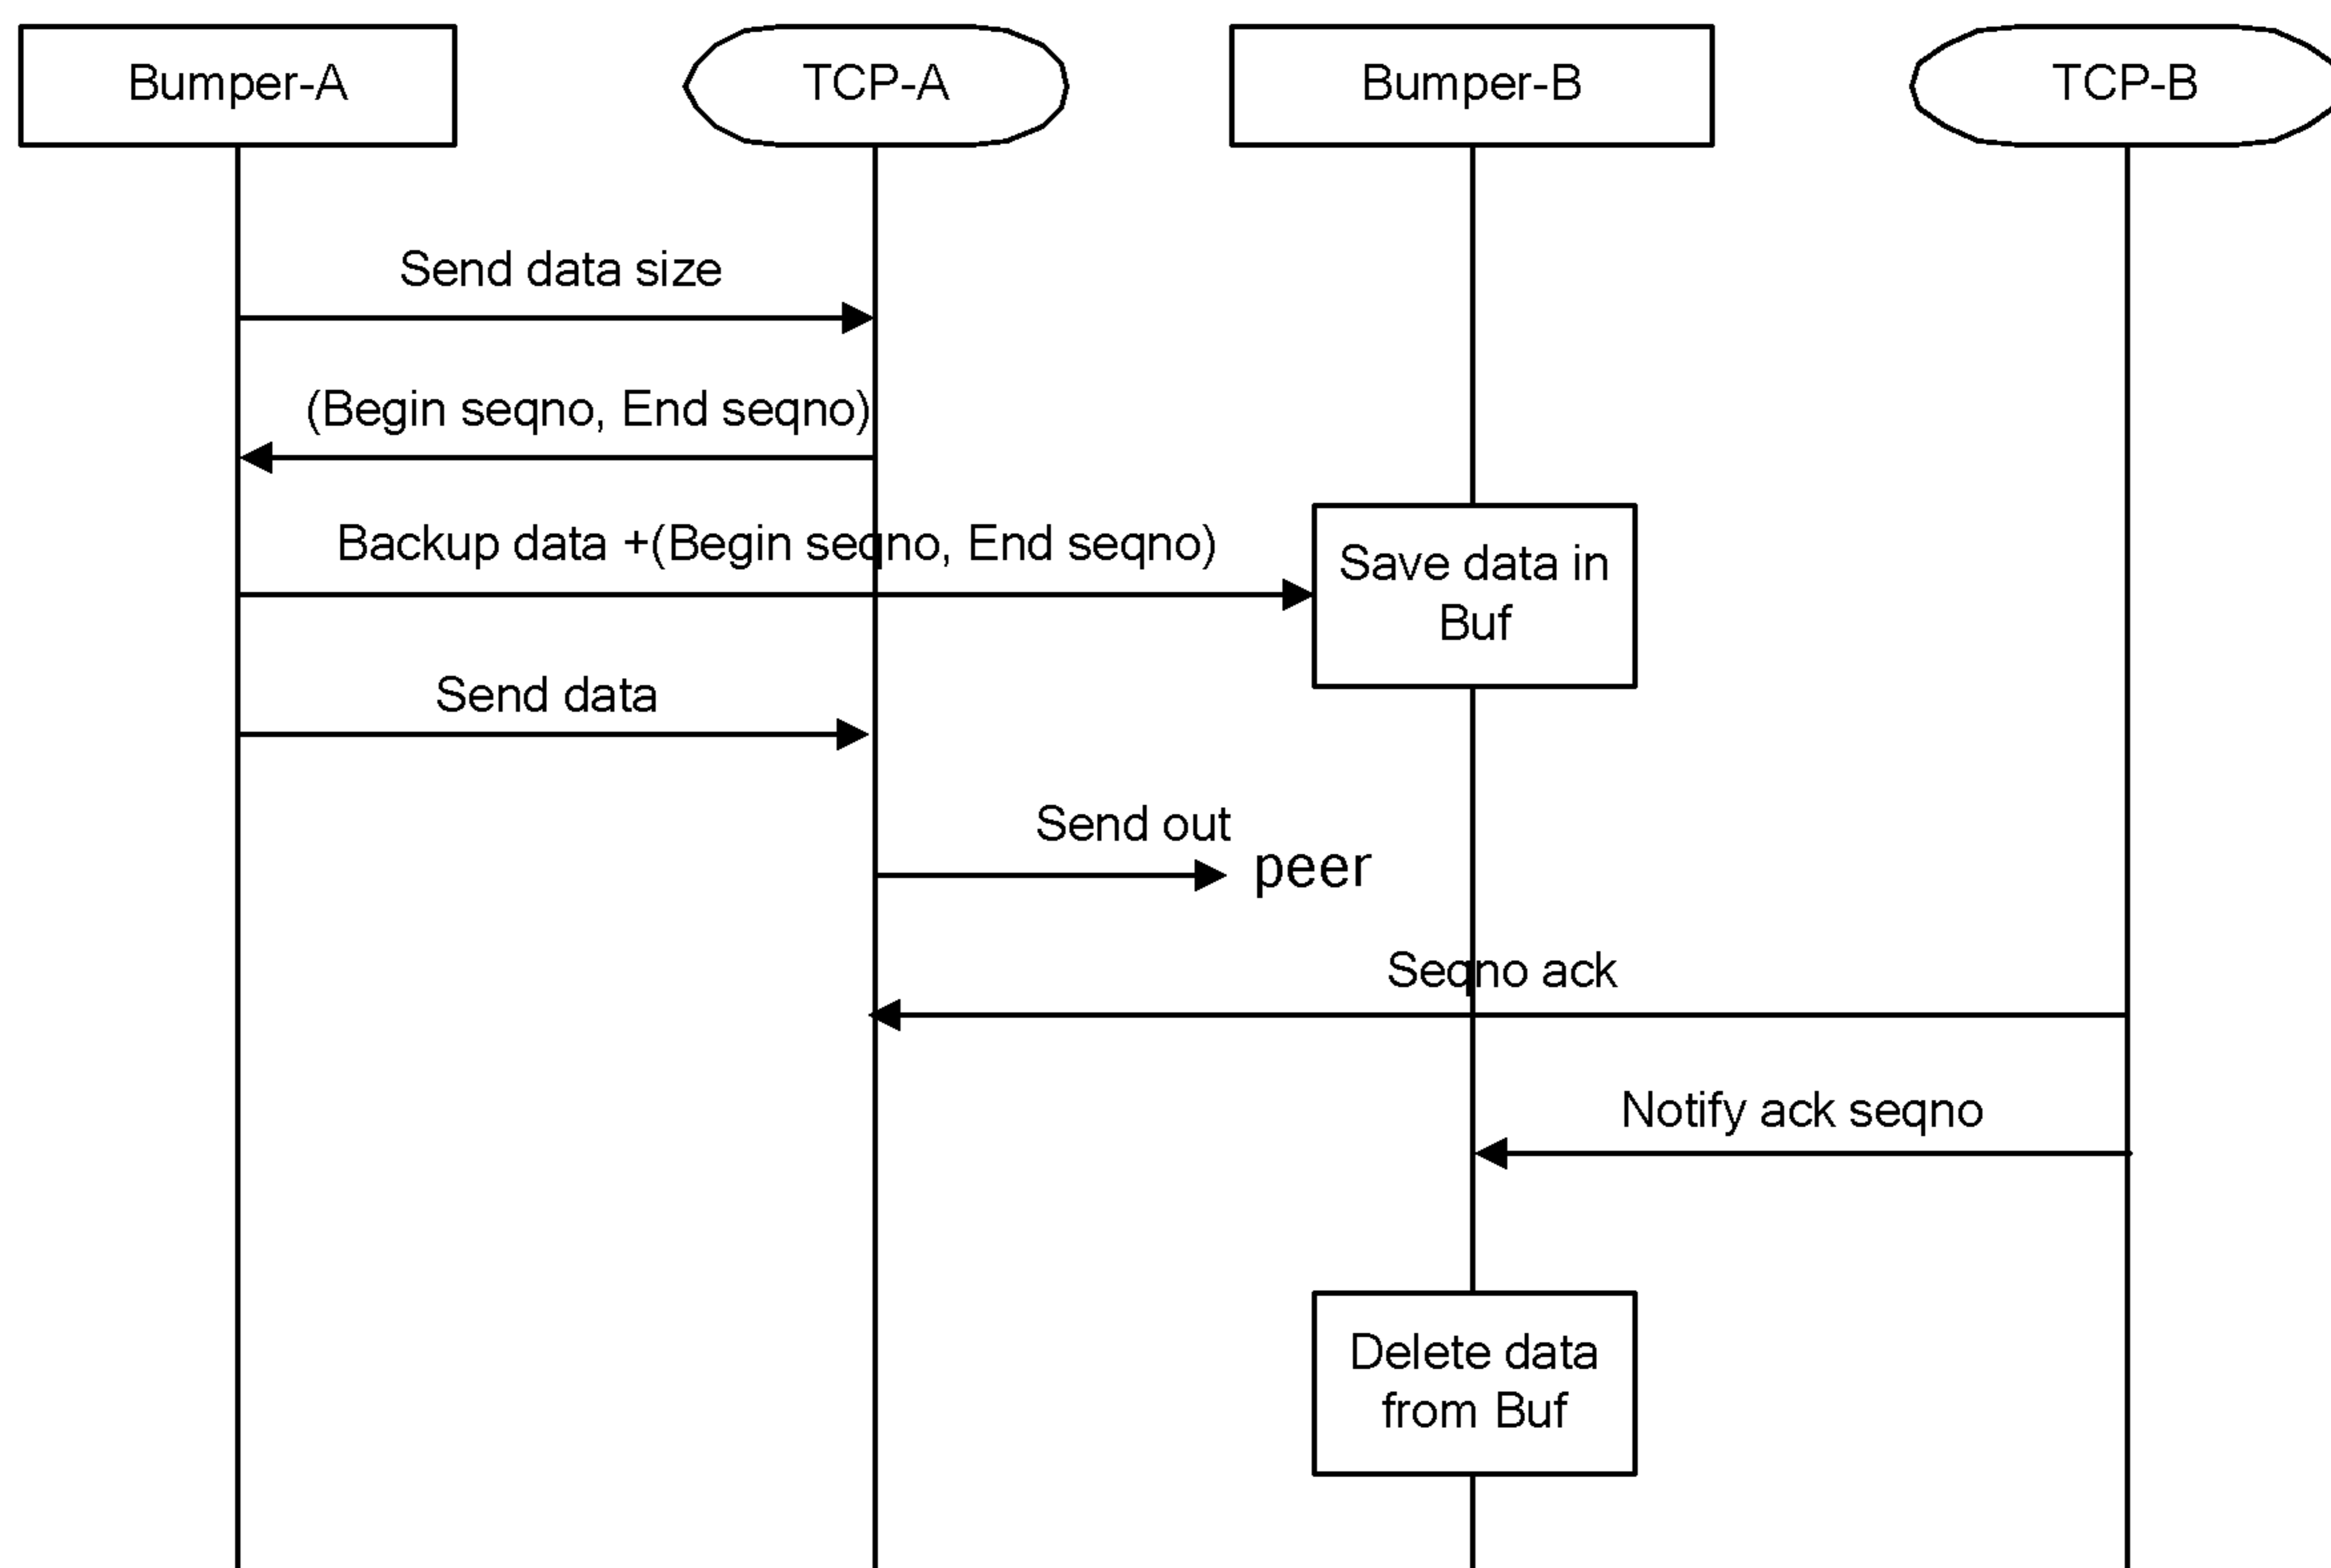 Bumper-A
TCP-A
Bumper-B
TCP-B
Send data size
(Begin seqno, End seqno)
Backup data +(Begin seqno, End seqno)
Save data in
Buf
Send data
Send out
peer
Seqno ack
Notify ack seqno
Delete data
from Buf